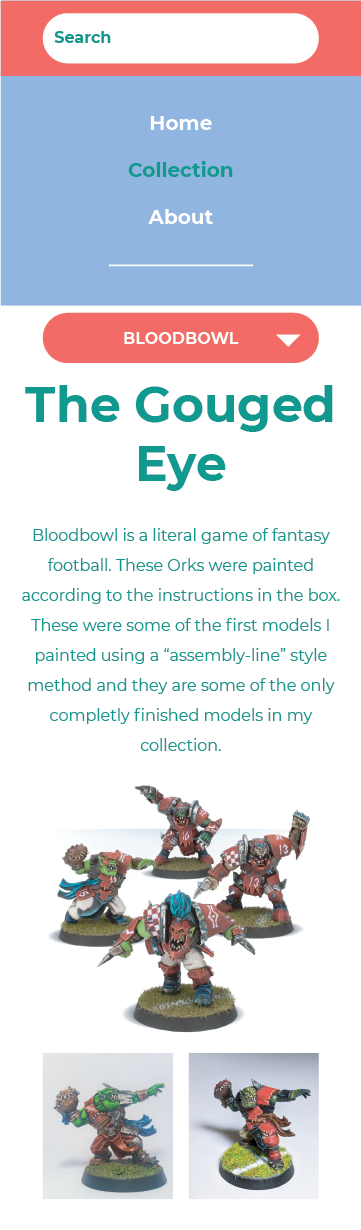 Search
Home
Collection
About
BLOODBOWL
The Gouged
Eye
Bloodbowl is a literal game of fantasy
football. These Orks were painted
according to the instructions in the box.
These were some of the first models I
painted using a “assembly-line” style
method and they are some of the only
completly finished models in my
collection.
13
13